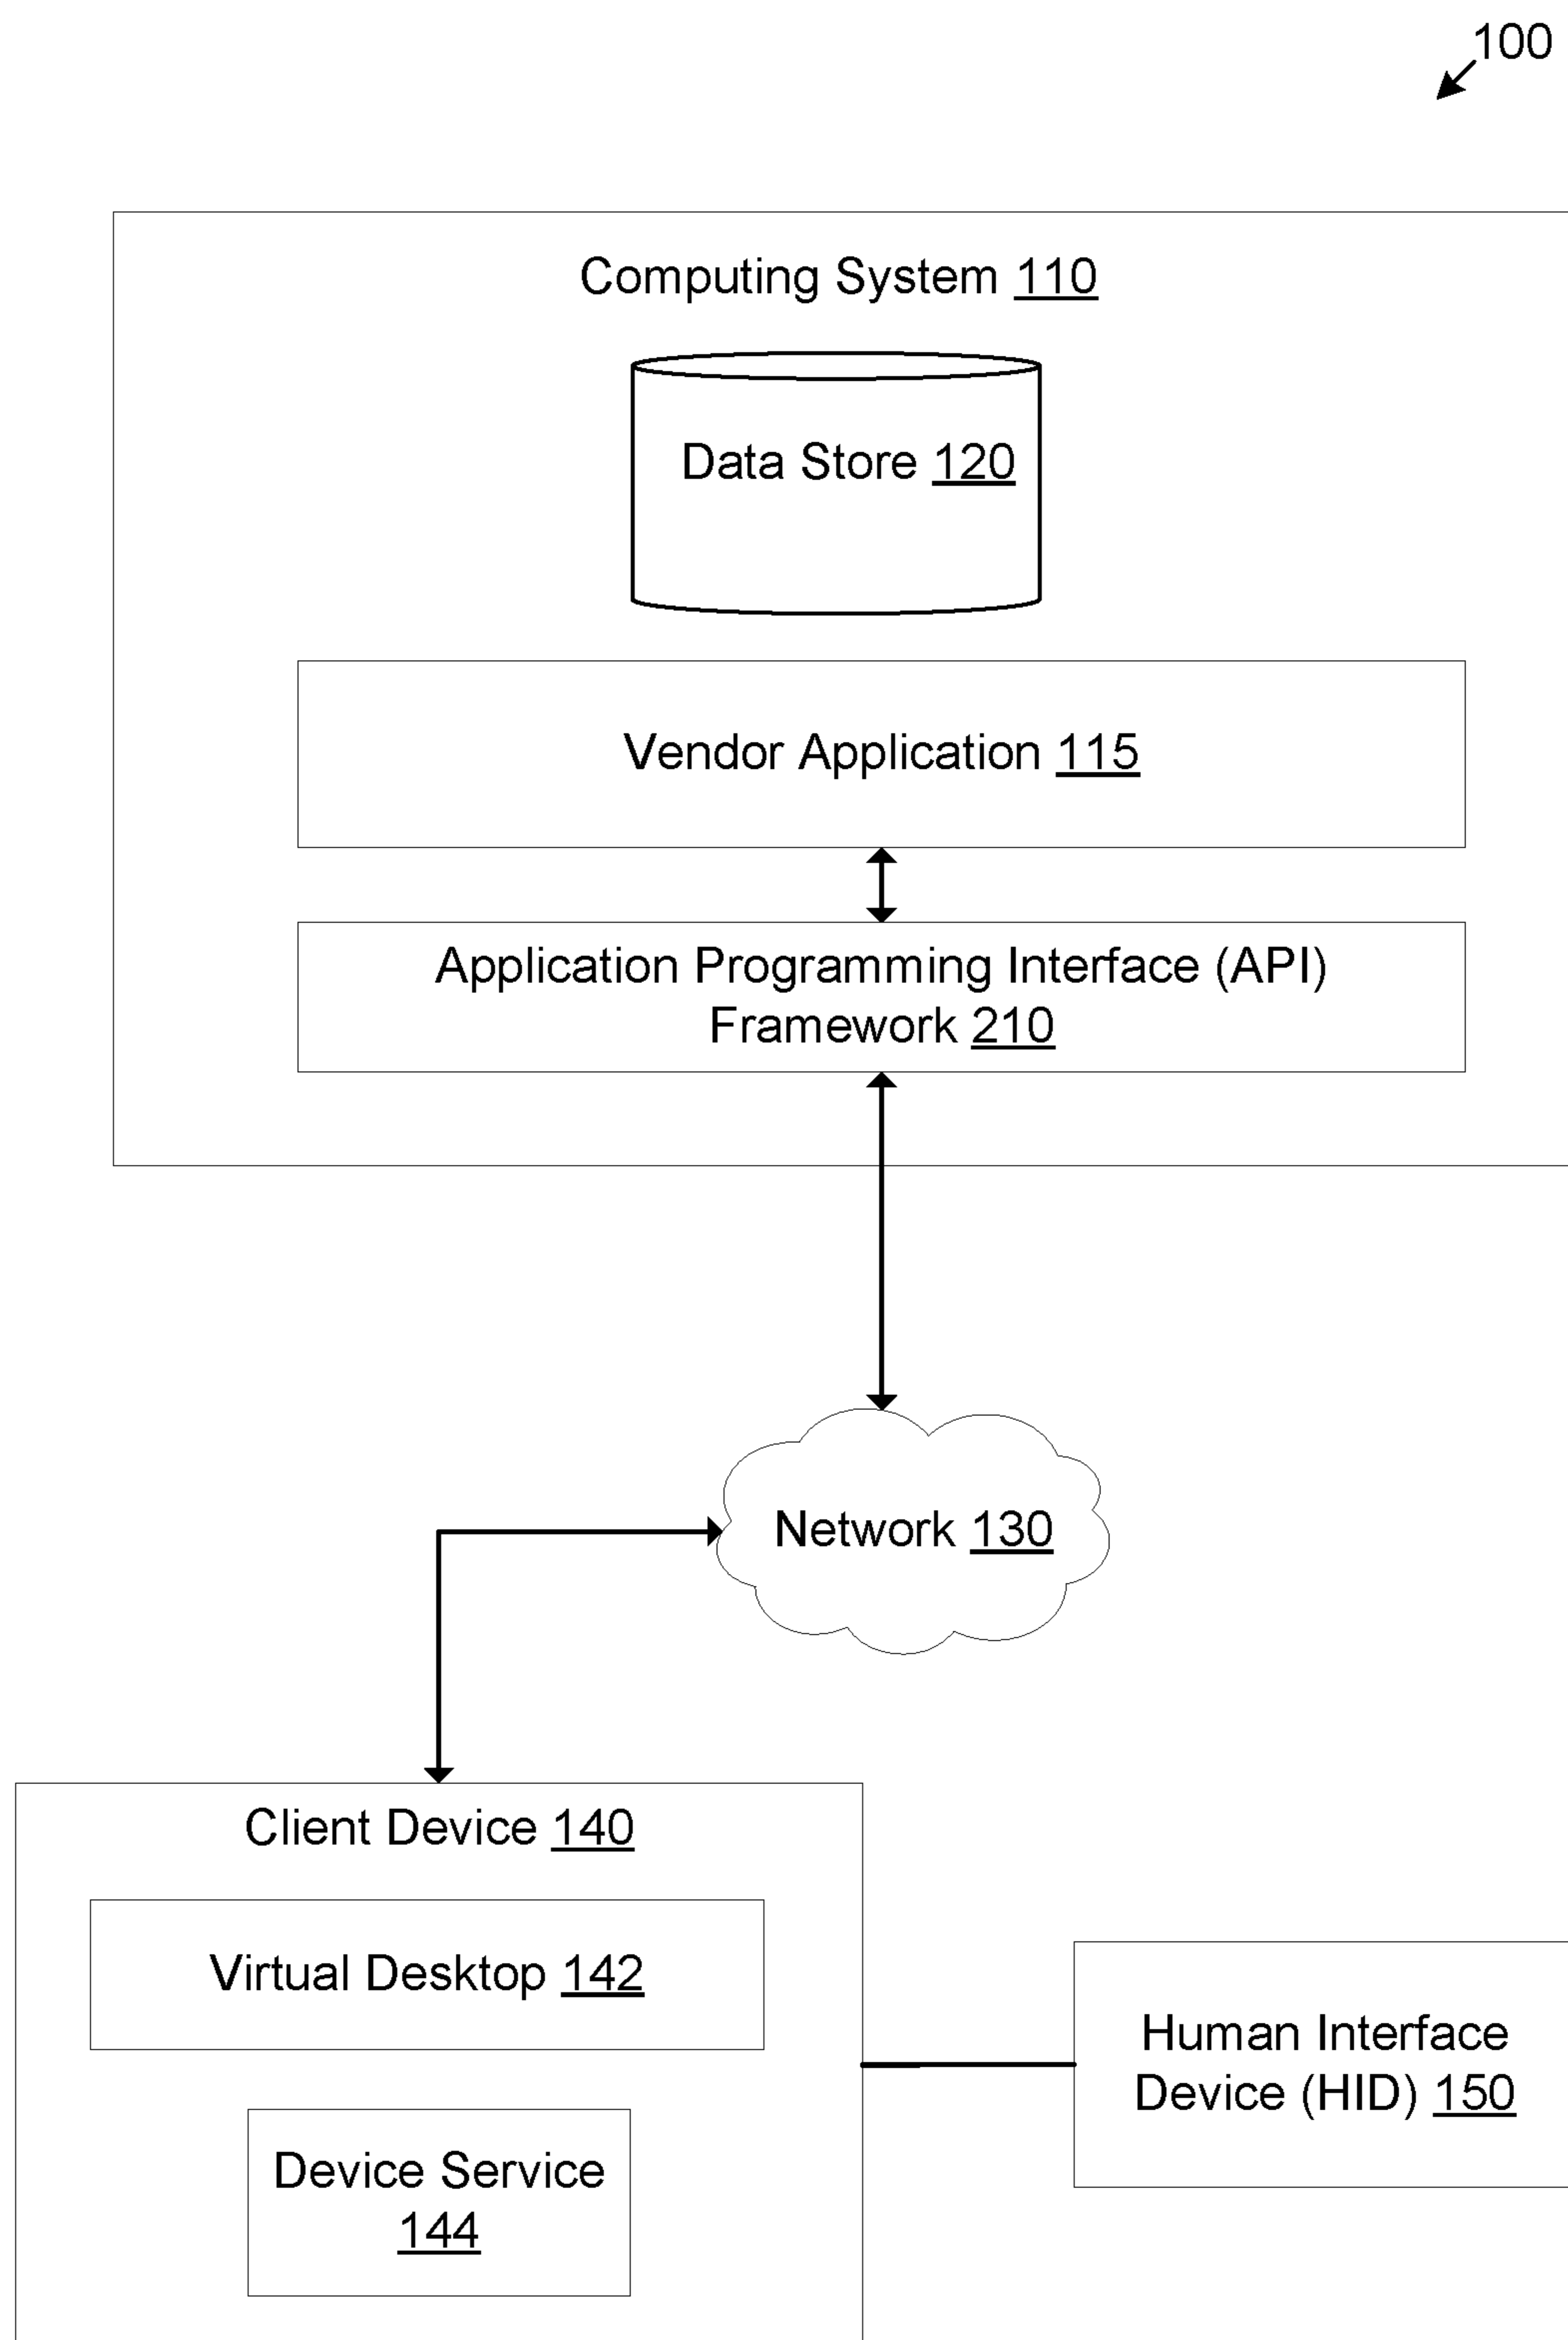 100
Computing System 110
Data Store 120
Vendor Application 115
Application Programming Interface (API)
Framework 210
Network 130
Client Device 140
Virtual Desktop 142
Human Interface
Device (HID) 150
Device Service
144